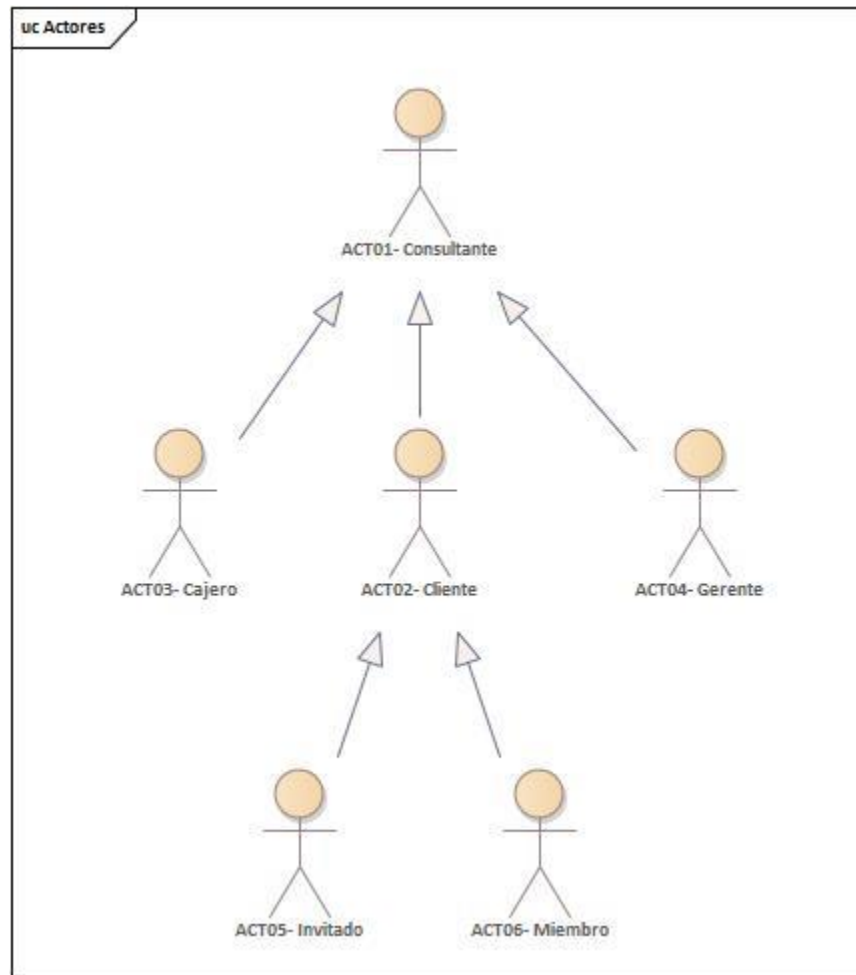 uc Actores
ACT01- Consultante
ACT03- Cajero
ACT02- Cliente
ACT04- Gerente
ACT05- Invitado
ACT06- Miembro